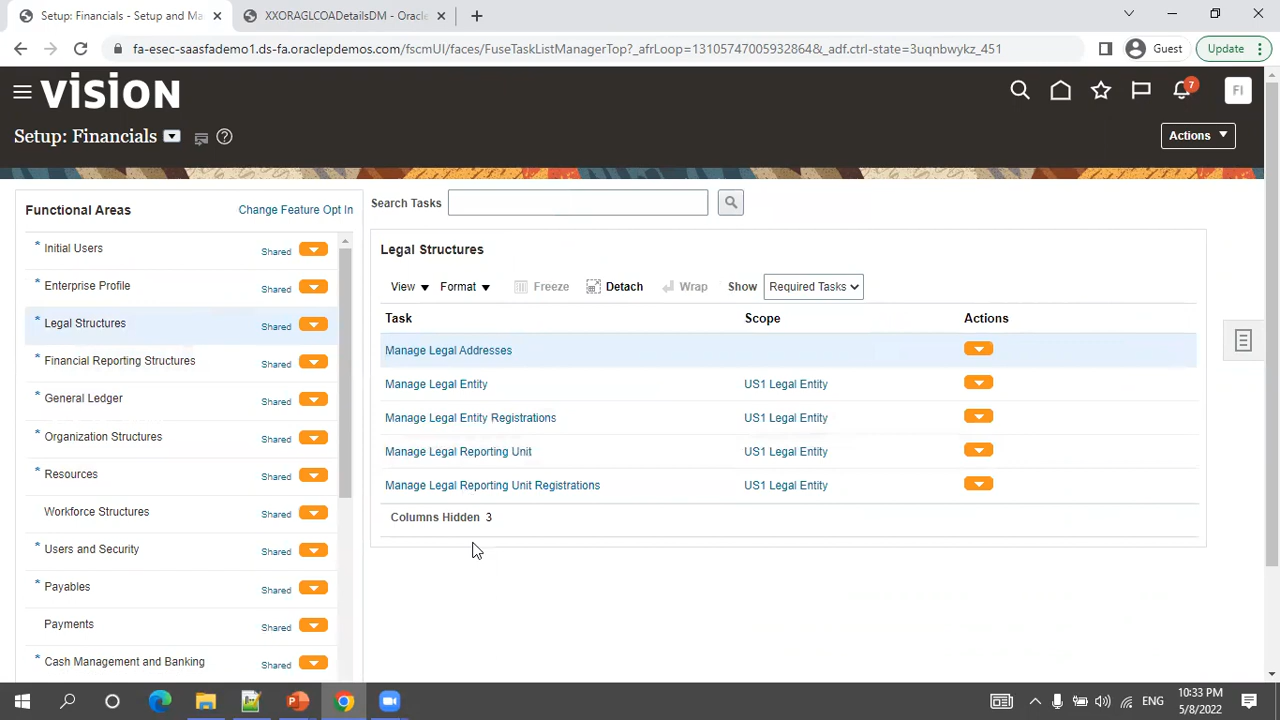 Setup: Financials - Setup and Ma
XXORAGLCOADetailsDM - Oracle
fa-esec-saasfademo1.ds-fa.oraclepdemos.com/fscmUI/faces/FuseTaskListManagerTop?_afrLoop=13105747005932864&_adf.ctrl-state=3uqnbwykz_451
Guest
Update
VISION
7
FI
Setup: Financials
Actions
Functional Areas
Change Feature Opt In
Search Tasks
* Initial Users Shared
* Enterprise Profile Shared
* Legal Structures Shared
* Financial Reporting Structures Shared
* General Ledger Shared
* Organization Structures Shared
* Resources Shared
Workforce Structures Shared
* Users and Security Shared
* Payables Shared
Payments Shared
* Cash Management and Banking Shared
Legal Structures
View Format Freeze Detach Wrap Show Required Tasks
Task Scope Actions
Manage Legal Addresses
Manage Legal Entity US1 Legal Entity
Manage Legal Entity Registrations US1 Legal Entity
Manage Legal Reporting Unit US1 Legal Entity
Manage Legal Reporting Unit Registrations US1 Legal Entity
Columns Hidden 3
ENG
10:33 PM
5/8/2022